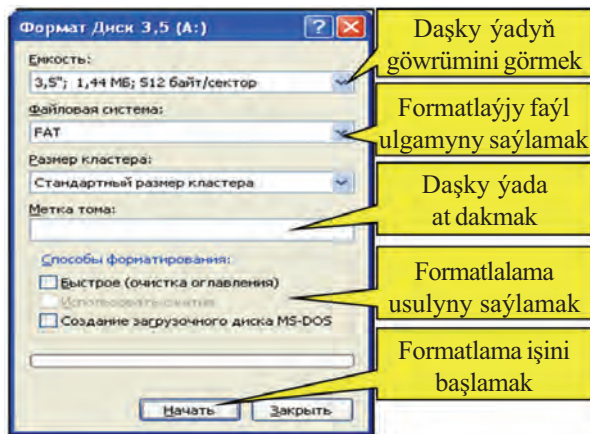 Формат Диск 3,5 (A:)
Емкость:
3,5"; 1,44 МБ; 512 байт/сектор
Файловая система:
FAT
Размер кластера:
Стандартный размер кластера
Метка тома:
Способы форматирования:
Быстрое (очистка оглавления)
Использовать сжатие
Создание загрузочного диска MS-DOS
Начать
Закрыть
Daşky ýadyň
göwrümini görmek
Formatlaýjy faýl
ulgamyny saýlamak
Daşky ýada
at dakmak
Formatlalama
usulyny saýlamak
Formatlama işini
başlamak